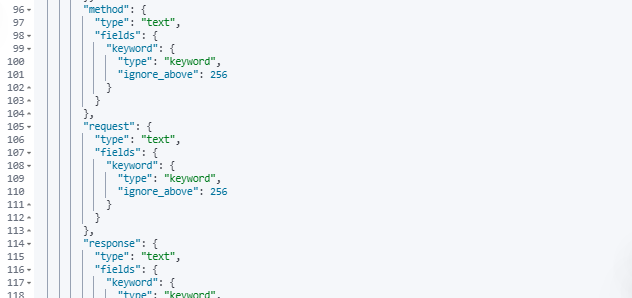 96 "method": {
97 "type": "text",
98 "fields": {
99 "keyword": {
100 "type": "keyword",
101 "ignore_above": 256
102 }
103 }
104 },
105 "request": {
106 "type": "text",
107 "fields": {
108 "keyword": {
109 "type": "keyword",
110 "ignore_above": 256
111 }
112 }
113 },
114 "response": {
115 "type": "text",
116 "fields": {
117 "keyword": {
118 "type": "keyword",